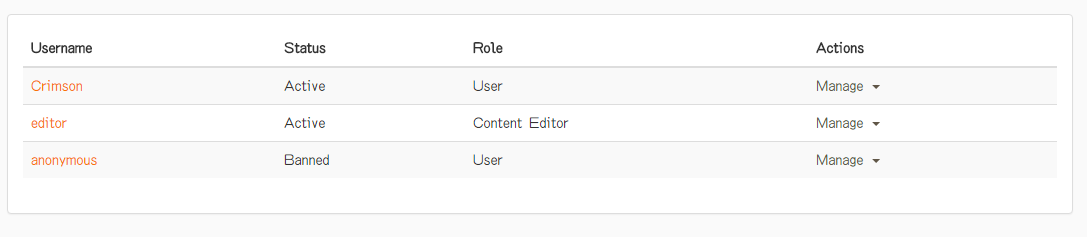 Username Status Role Actions
Crimson Active User Manage
editor Active Content Editor Manage
anonymous Banned User Manage